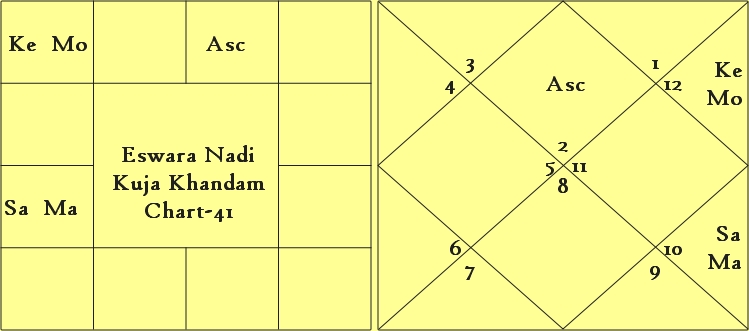 Ke Mo
Asc
Eswara Nadi
Kuja Khandam
Chart-41
Sa Ma
3
4
Asc
1
12
Ke
Mo
2
5
11
8
6
7
10
9
Sa
Ma